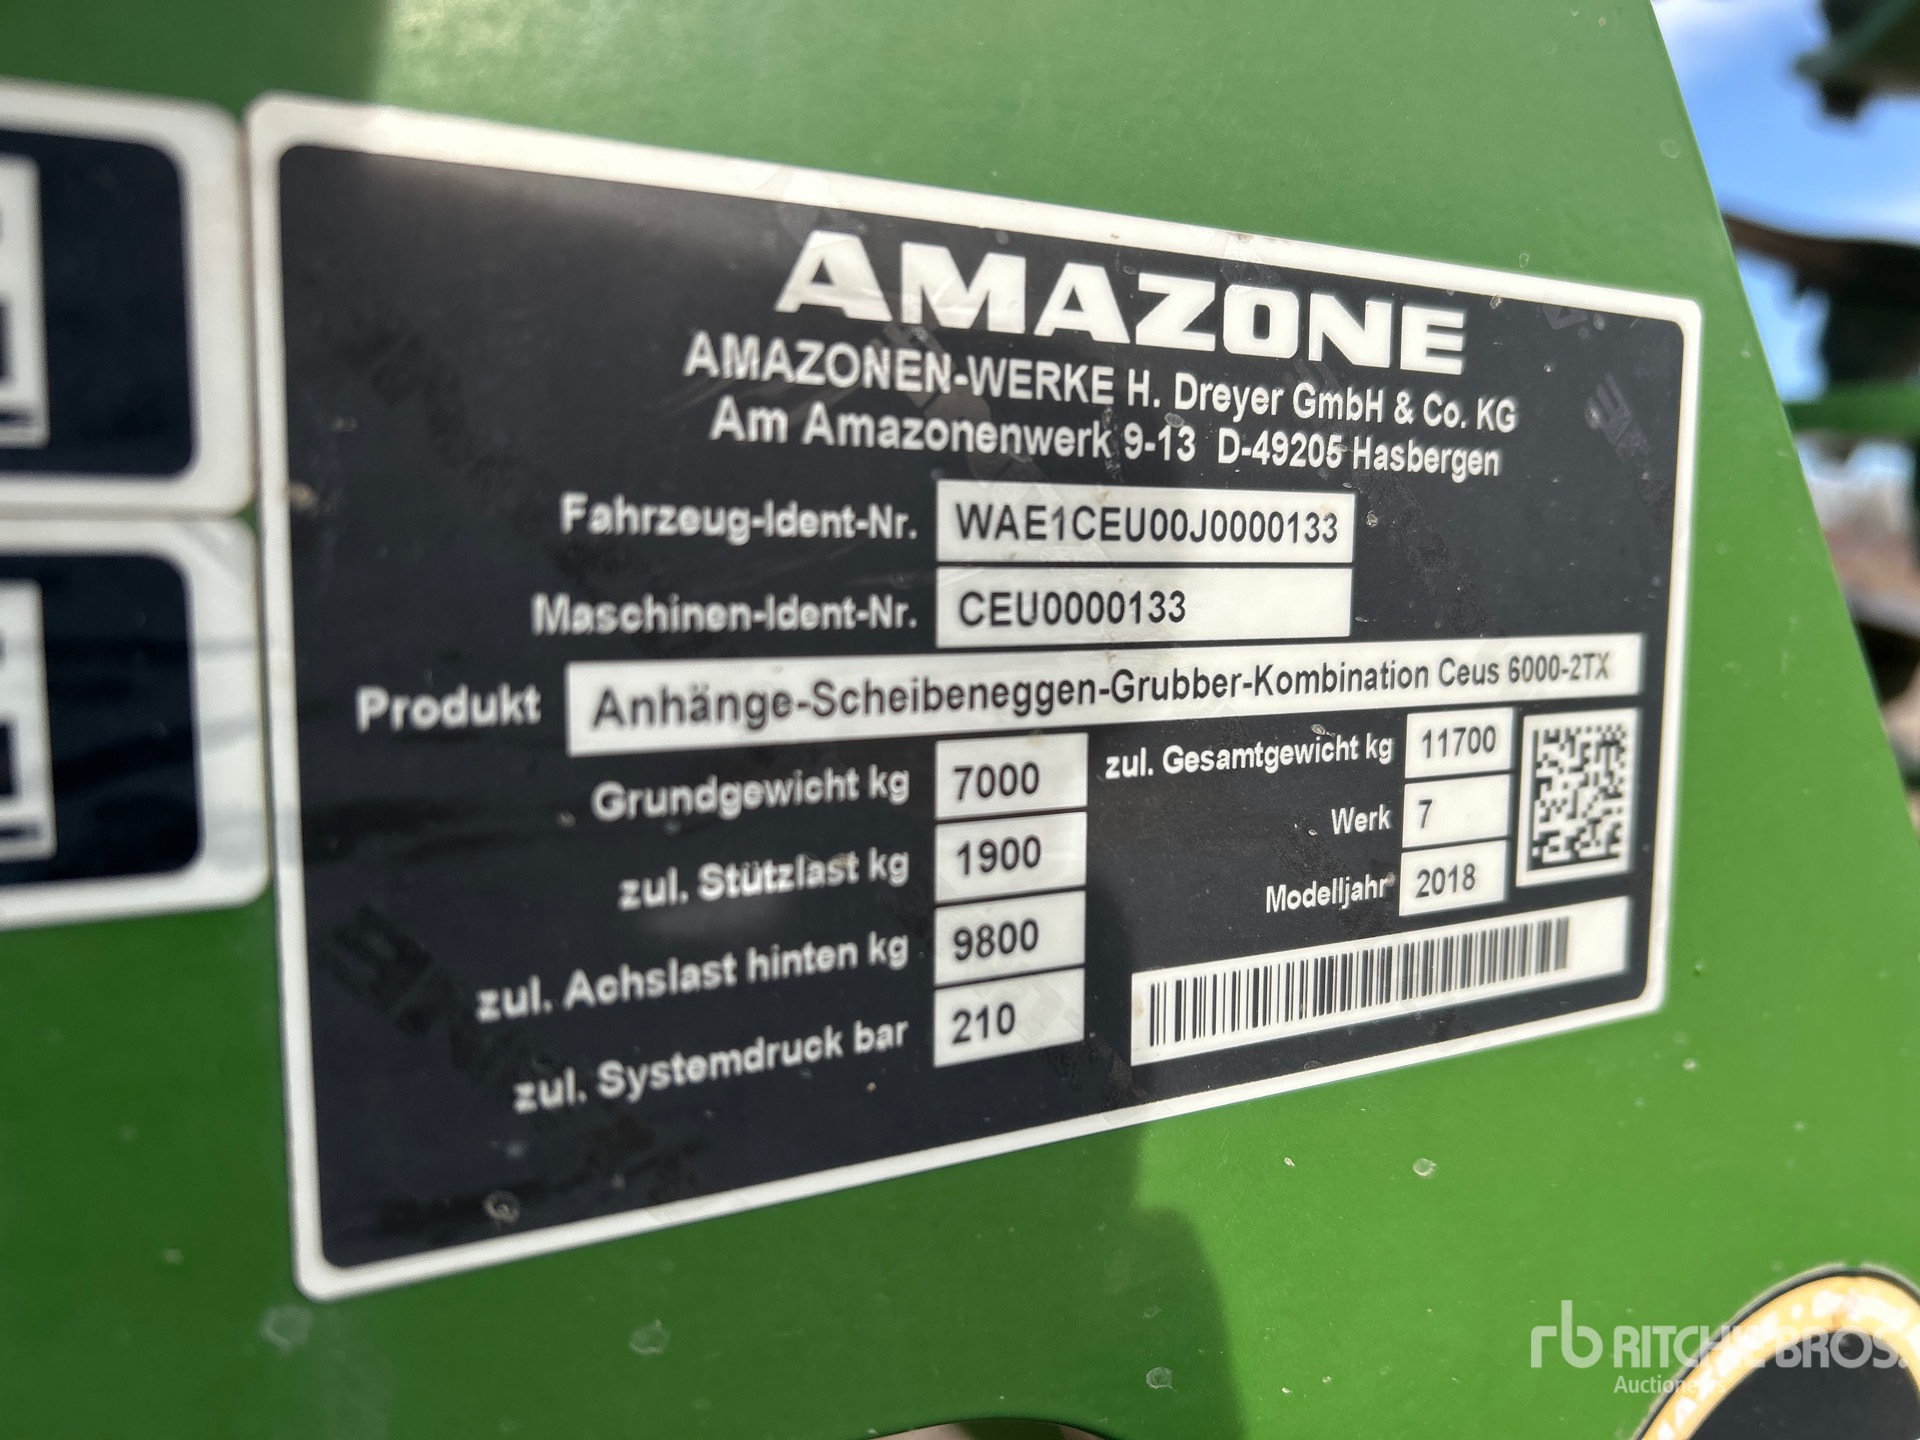 AMAZONE
AMAZONEN-WERKE H. Dreyer GmbH & Co. KG
Am Amazonenwerk 9-13 D-49205 Hasbergen
Fahrzeug-Ident-Nr. WAE1CEU00J0000133
Maschinen-Ident-Nr. CEU0000133
Produkt Anhänge-Scheibeneggen-Grubber-Kombination Ceus 6000-2TX
Grundgewicht kg 7000 zul. Gesamtgewicht kg 11700
zul. Stützlast kg 1900 Werk 7
zul. Achslast hinten kg 9800 Modelljahr 2018
zul. Systemdruck bar 210
rb RITCHIE BROS.